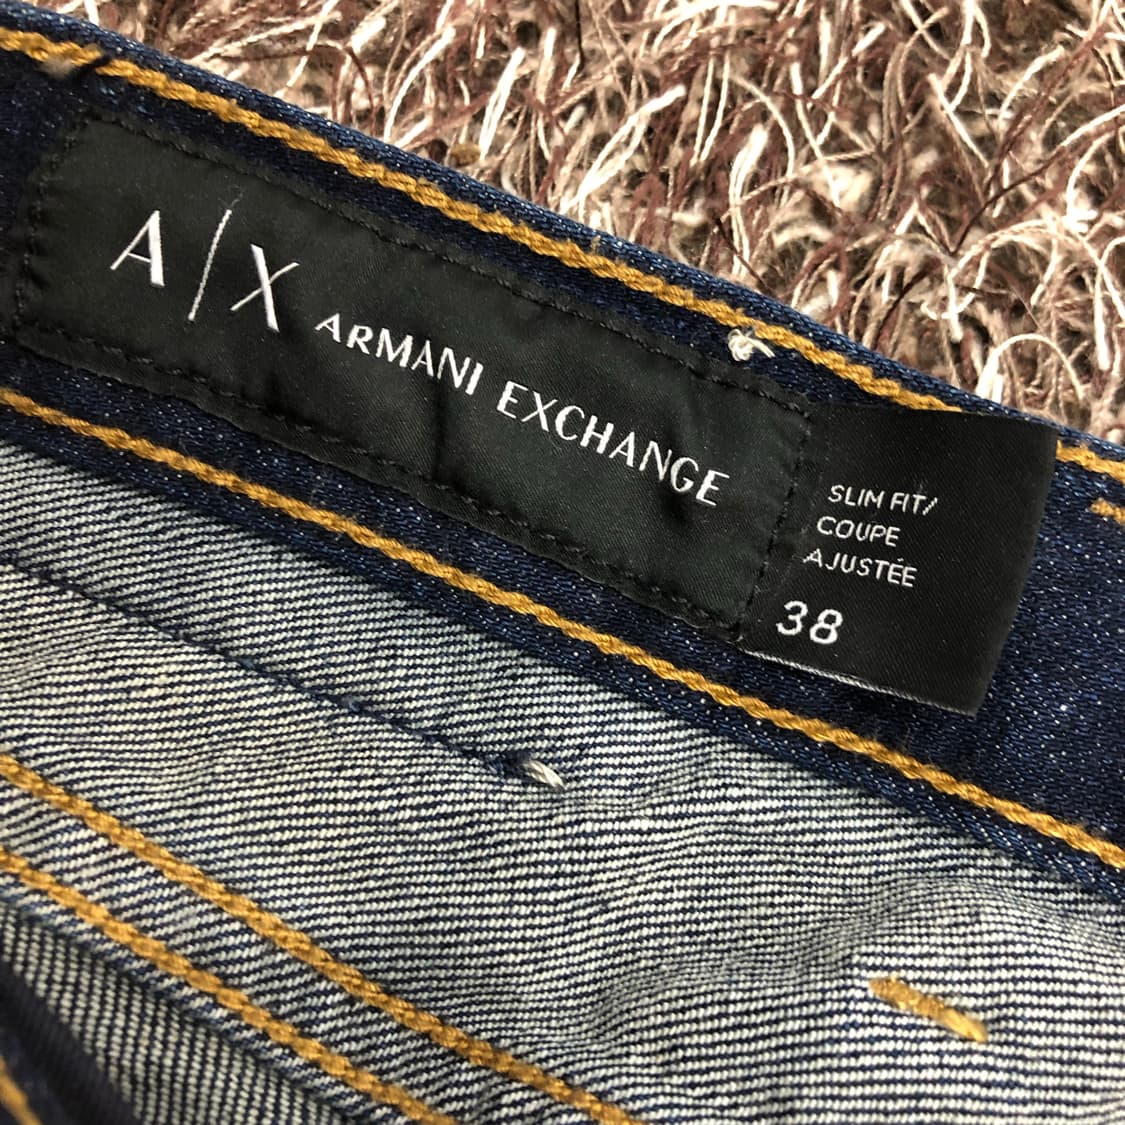 A|X ARMANI EXCHANGE
SLIM FIT/
COUPE
AJUSTÉE
38